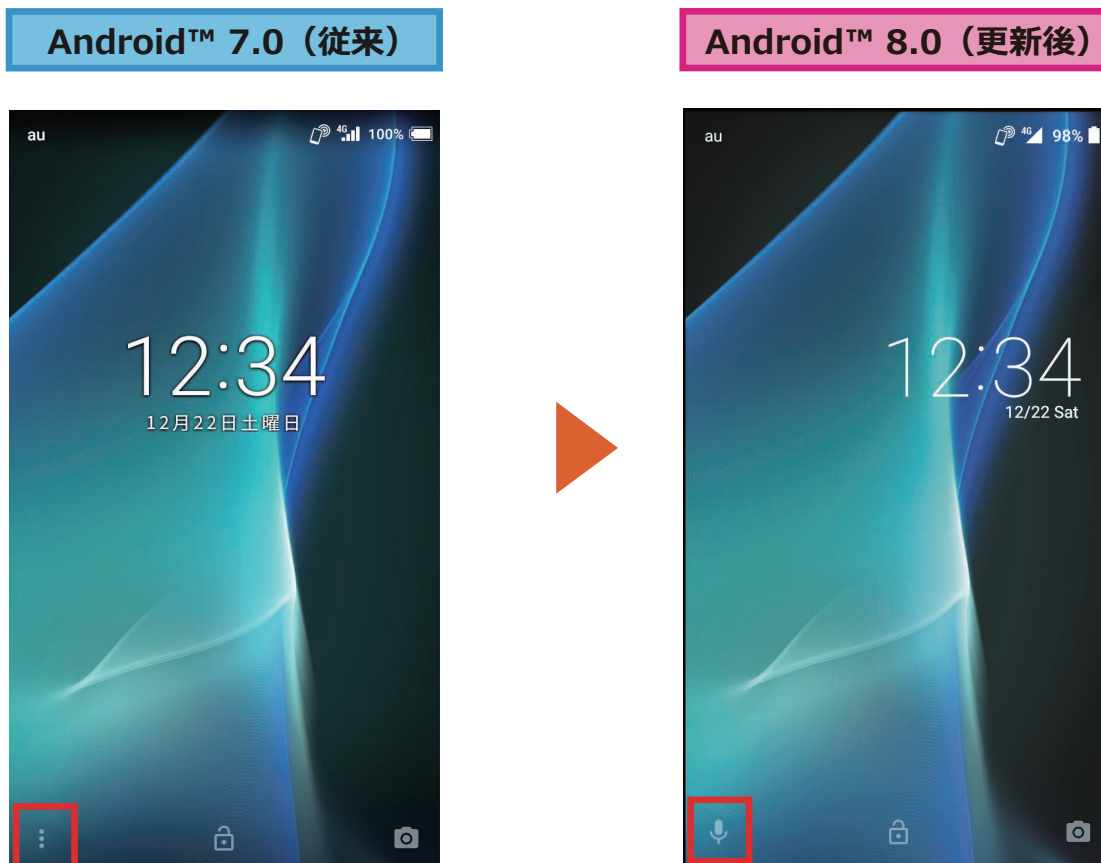 Android™ 7.0（従来）
au 4G 100%
12:34
12月22日土曜日
Android™ 8.0（更新後）
au 4G 98%
12:34
12/22 Sat